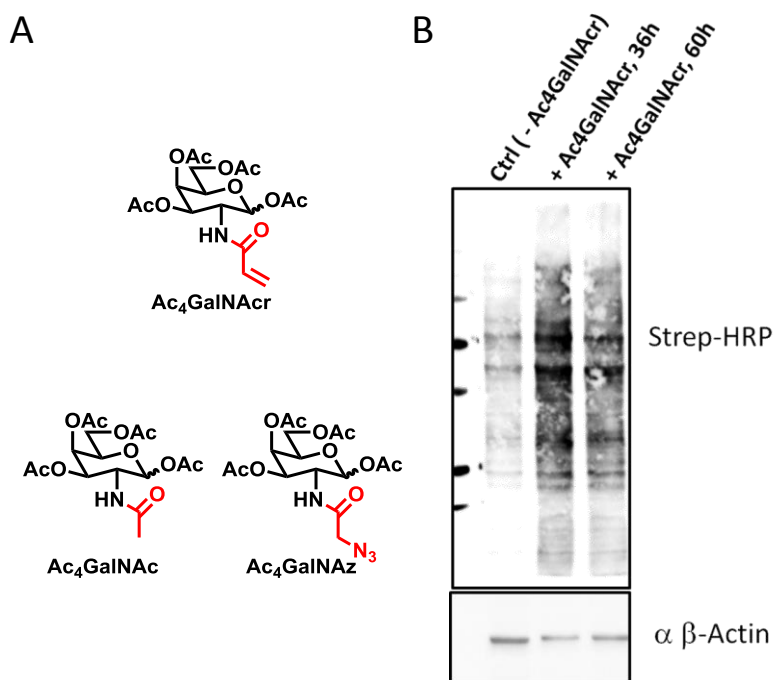 A
B
OAc
OAc
O
AcO
OAc
HN
O
Ac4GalNAcr
OAc
OAc
O
AcO
OAc
HN
O
Ac4GalNAc
OAc
OAc
O
AcO
OAc
HN
O
N3
Ac4GalNAz
Ctrl ( - Ac4GalNAcr)
+ Ac4GalNAcr, 36h
+ Ac4GalNAcr, 60h
Strep-HRP
α β-Actin